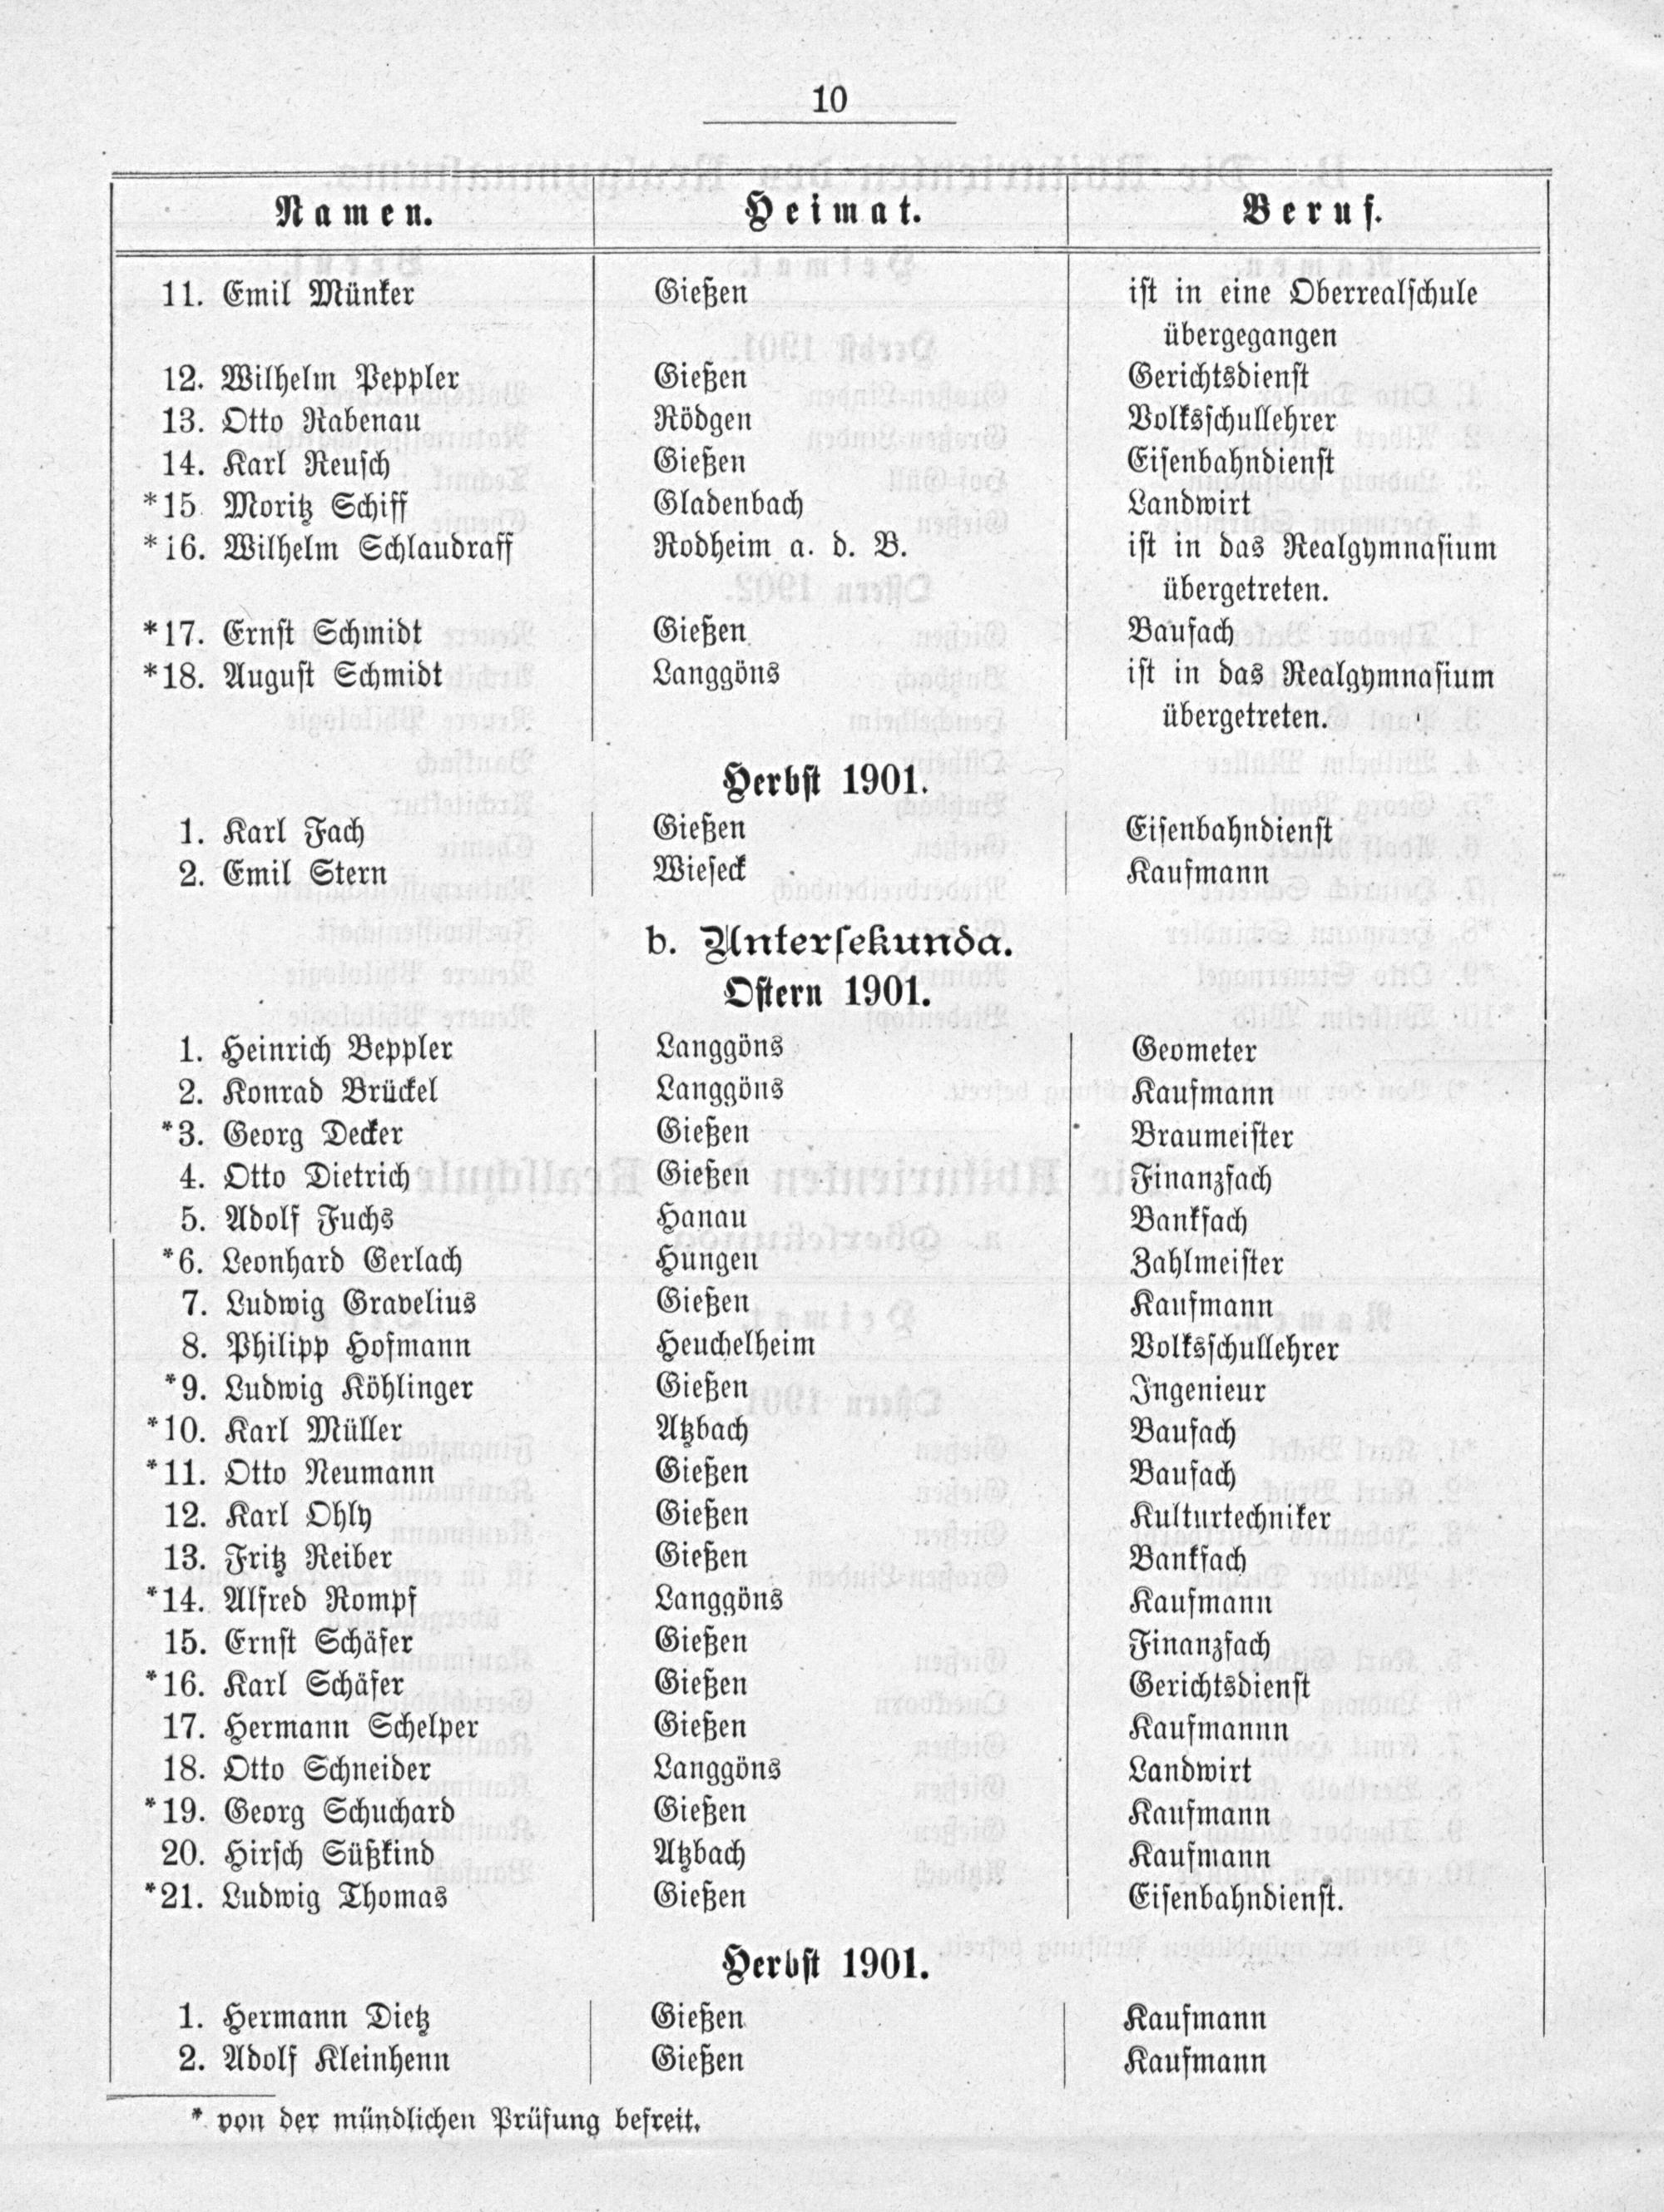 10
Namen. Heimat. Beruf.
11. Emil Münker Gießen ist in eine Oberrealschule
übergegangen
12. Wilhelm Peppler Gießen Gerichtsdienst
13. Otto Rabenau Rödgen Volksschullehrer
14. Karl Reusch Gießen Eisenbahndienst
*15 Moritz Schiff Gladenbach Landwirt
*16. Wilhelm Schlaudraff Rodheim a. d. B. ist in das Realgymnasium
übergetreten.
*17. Ernst Schmidt Gießen Baufach
*18. August Schmidt Langgöns ist in das Realgymnasium
übergetreten.
Herbst 1901.
1. Karl Fach Gießen Eisenbahndienst
2. Emil Stern Wieseck Kaufmann
b. Untersekunda.
Ostern 1901.
1. Heinrich Beppler Langgöns Geometer
2. Konrad Brückel Langgöns Kaufmann
*3. Georg Decker Gießen Braumeister
4. Otto Dietrich Gießen Finanzfach
5. Adolf Fuchs Hanau Bankfach
*6. Leonhard Gerlach Hungen Zahlmeister
7. Ludwig Gravelius Gießen Kaufmann
8. Philipp Hofmann Heuchelheim Volksschullehrer
*9. Ludwig Köhlinger Gießen Ingenieur
*10. Karl Müller Atzbach Baufach
*11. Otto Neumann Gießen Baufach
12. Karl Ohly Gießen Kulturtechniker
13. Fritz Reiber Gießen Bankfach
*14. Alfred Rompf Langgöns Kaufmann
15. Ernst Schäfer Gießen Finanzfach
*16. Karl Schäfer Gießen Gerichtsdienst
17. Hermann Schelper Gießen Kaufmannn
18. Otto Schneider Langgöns Landwirt
*19. Georg Schuchard Gießen Kaufmann
20. Hirsch Süßkind Atzbach Kaufmann
*21. Ludwig Thomas Gießen Eisenbahndienst.
Herbst 1901.
1. Hermann Dietz Gießen Kaufmann
2. Adolf Kleinhenn Gießen Kaufmann
* von der mündlichen Prüfung befreit.